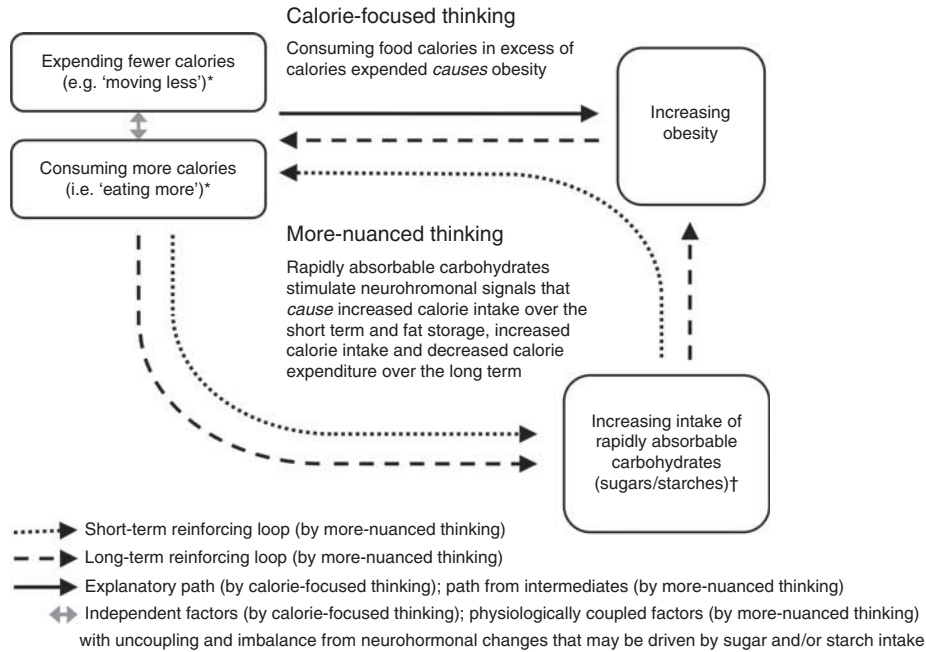 Calorie-focused thinking
Expending fewer calories
(e.g. ‘moving less’)*
Consuming food calories in excess of
calories expended causes obesity
Increasing
obesity
Consuming more calories
(i.e. ‘eating more’)*
More-nuanced thinking
Rapidly absorbable carbohydrates
stimulate neurohromonal signals that
cause increased calorie intake over the
short term and fat storage, increased
calorie intake and decreased calorie
expenditure over the long term
Increasing intake of
rapidly absorbable
carbohydrates
(sugars/starches)†
Short-term reinforcing loop (by more-nuanced thinking)
Long-term reinforcing loop (by more-nuanced thinking)
Explanatory path (by calorie-focused thinking); path from intermediates (by more-nuanced thinking)
Independent factors (by calorie-focused thinking); physiologically coupled factors (by more-nuanced thinking)
with uncoupling and imbalance from neurohormonal changes that may be driven by sugar and/or starch intake